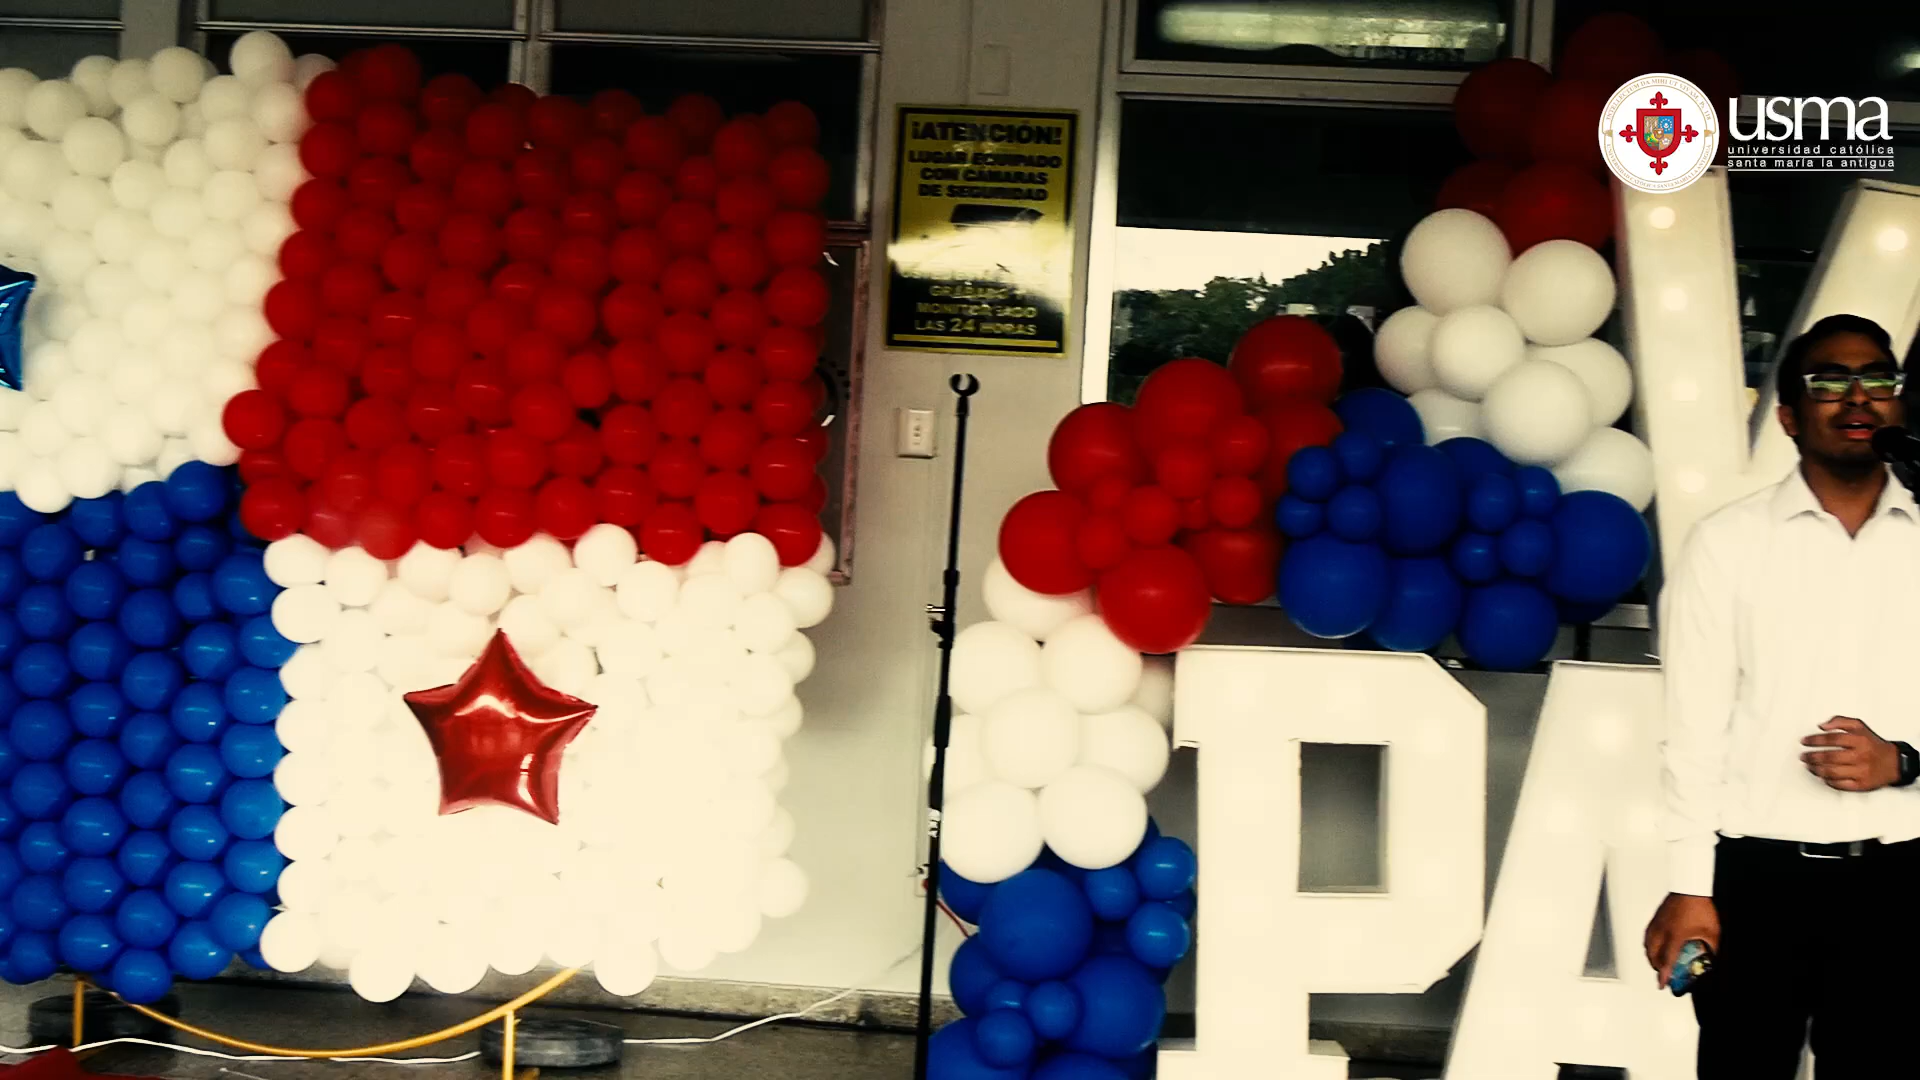 ¡ATENCIÓN!
LUGAR EQUIPADO
CON CÁMARAS
DE SEGURIDAD
GRABADO Y
MONITOREADO
LAS 24 HORAS
usma
universidad católica
santa maría la antigua
V
PA